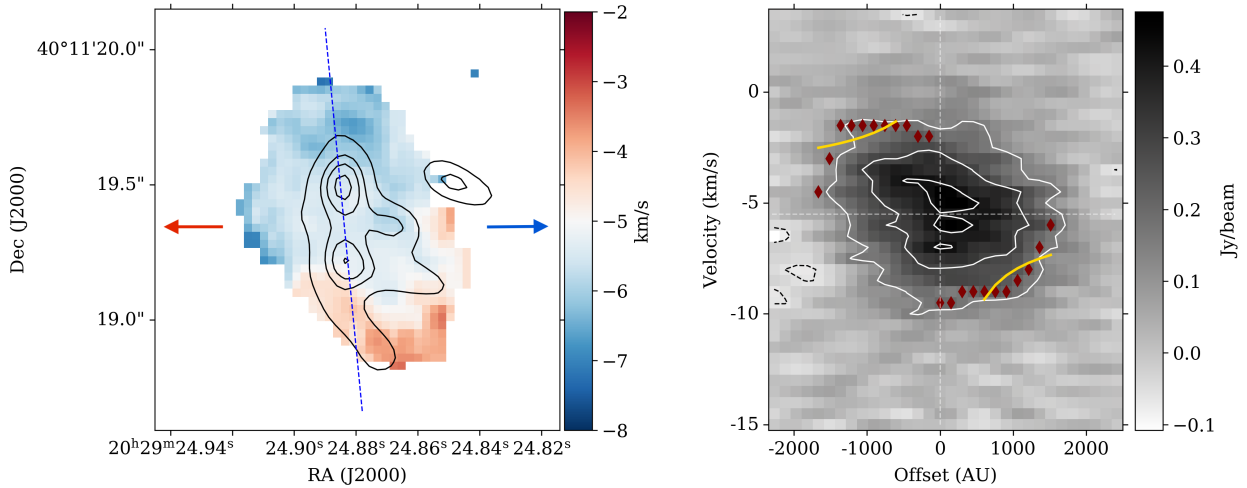 40°11'20.0"
19.5"
19.0"
Dec (J2000)
20ʰ29ᵐ24.94ˢ
24.90ˢ
24.88ˢ
24.86ˢ
24.84ˢ
24.82ˢ
RA (J2000)
−2
−3
−4
−5
−6
−7
−8
km/s
0
-5
-10
-15
Velocity (km/s)
-2000
-1000
0
1000
2000
Offset (AU)
0.4
0.3
0.2
0.1
0.0
−0.1
Jy/beam